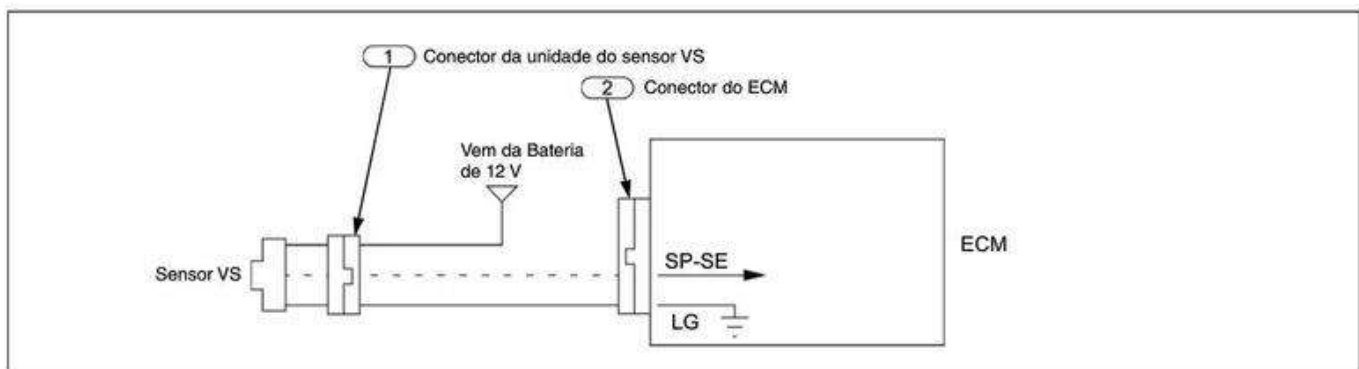 1 Conector da unidade do sensor VS
2 Conector do ECM
Vem da Bateria
de 12 V
ECM
SP-SE
Sensor VS
LG